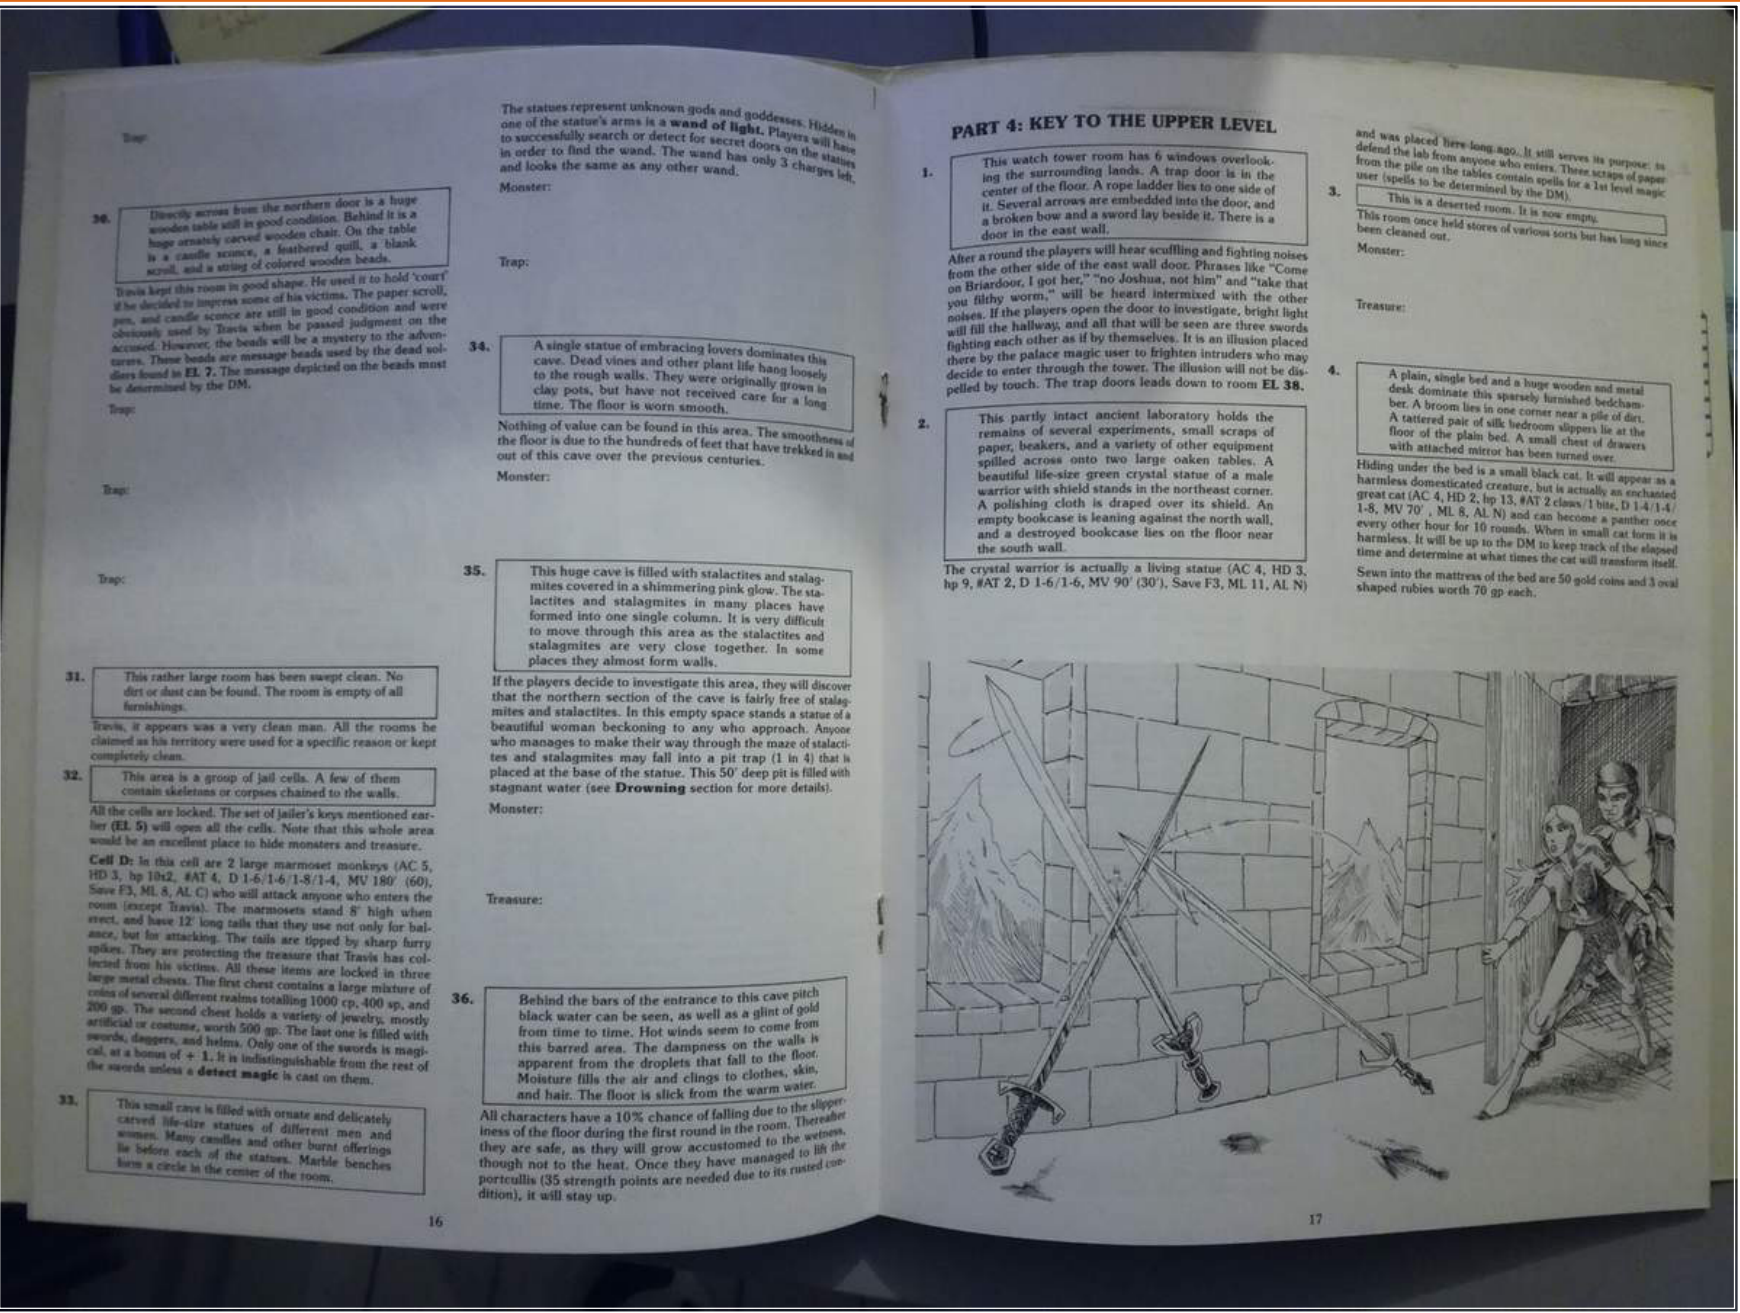 Trap:
30.
Directly across from the northern door is a huge
wooden table still in good condition. Behind it is a
huge ornately carved wooden chair. On the table
is a candle sconce, a feathered quill, a blank
scroll, and a string of colored wooden beads.
Travis kept this room in good shape. He used it to hold 'court'
if he decided to impress some of his victims. The paper scroll,
pen, and candle sconce are still in good condition and were
obviously used by Travis when he passed judgment on the
accused. However, the beads will be a mystery to the adven-
turers. These beads are message beads used by the dead sol-
diers found in EL 7. The message depicted on the beads must
be determined by the DM.
Trap:
Trap:
Trap:
31.
This rather large room has been swept clean. No
dirt or dust can be found. The room is empty of all
furnishings.
Travis, it appears was a very clean man. All the rooms he
claimed as his territory were used for a specific reason or kept
completely clean.
32.
This area is a group of jail cells. A few of them
contain skeletons or corpses chained to the walls.
All the cells are locked. The set of jailer's keys mentioned ear-
lier (EL 5) will open all the cells. Note that this whole area
would be an excellent place to hide monsters and treasure.
Cell D: In this cell are 2 large marmoset monkeys (AC 5,
HD 3, hp 10x2, #AT 4, D 1-6/1-6/1-8/1-4, MV 180' (60),
Save F3, ML 8, AL C) who will attack anyone who enters the
room (except Travis). The marmosets stand 8' high when
erect, and have 12' long tails that they use not only for bal-
ance, but for attacking. The tails are tipped by sharp furry
spikes. They are protecting the treasure that Travis has col-
lected from his victims. All these items are locked in three
large metal chests. The first chest contains a large mixture of
coins of several different realms totalling 1000 cp, 400 sp, and
200 gp. The second chest holds a variety of jewelry, mostly
artificial or costume, worth 500 gp. The last one is filled with
swords, daggers, and helms. Only one of the swords is magi-
cal, at a bonus of + 1. It is indistinguishable from the rest of
the swords unless a detect magic is cast on them.
33.
This small cave is filled with ornate and delicately
carved life-size statues of different men and
women. Many candles and other burnt offerings
lie before each of the statues. Marble benches
form a circle in the center of the room.
The statues represent unknown gods and goddesses. Hidden in
one of the statue's arms is a wand of light. Players will have
to successfully search or detect for secret doors on the statues
in order to find the wand. The wand has only 3 charges left,
and looks the same as any other wand.
Monster:
Trap:
34.
A single statue of embracing lovers dominates this
cave. Dead vines and other plant life hang loosely
to the rough walls. They were originally grown in
clay pots, but have not received care for a long
time. The floor is worn smooth.
Nothing of value can be found in this area. The smoothness of
the floor is due to the hundreds of feet that have trekked in and
out of this cave over the previous centuries.
Monster:
35.
This huge cave is filled with stalactites and stalag-
mites covered in a shimmering pink glow. The sta-
lactites and stalagmites in many places have
formed into one single column. It is very difficult
to move through this area as the stalactites and
stalagmites are very close together. In some
places they almost form walls.
If the players decide to investigate this area, they will discover
that the northern section of the cave is fairly free of stalag-
mites and stalactites. In this empty space stands a statue of a
beautiful woman beckoning to any who approach. Anyone
who manages to make their way through the maze of stalacti-
tes and stalagmites may fall into a pit trap (1 in 4) that is
placed at the base of the statue. This 50' deep pit is filled with
stagnant water (see Drowning section for more details).
Monster:
Treasure:
36.
Behind the bars of the entrance to this cave pitch
black water can be seen, as well as a glint of gold
from time to time. Hot winds seem to come from
this barred area. The dampness on the walls is
apparent from the droplets that fall to the floor.
Moisture fills the air and clings to clothes, skin,
and hair. The floor is slick from the warm water.
All characters have a 10% chance of falling due to the slipper-
iness of the floor during the first round in the room. Thereafter
they are safe, as they will grow accustomed to the wetness,
though not to the heat. Once they have managed to lift the
portcullis (35 strength points are needed due to its rusted con-
dition), it will stay up.
16
PART 4: KEY TO THE UPPER LEVEL
1.
This watch tower room has 6 windows overlook-
ing the surrounding lands. A trap door is in the
center of the floor. A rope ladder lies to one side of
it. Several arrows are embedded into the door, and
a broken bow and a sword lay beside it. There is a
door in the east wall.
After a round the players will hear scuffling and fighting noises
from the other side of the east wall door. Phrases like "Come
on Briardoor, I got her," "no Joshua, not him" and "take that
you filthy worm," will be heard intermixed with the other
noises. If the players open the door to investigate, bright light
will fill the hallway, and all that will be seen are three swords
fighting each other as if by themselves. It is an illusion placed
there by the palace magic user to frighten intruders who may
decide to enter through the tower. The illusion will not be dis-
pelled by touch. The trap doors leads down to room EL 38.
2.
This partly intact ancient laboratory holds the
remains of several experiments, small scraps of
paper, beakers, and a variety of other equipment
spilled across onto two large oaken tables. A
beautiful life-size green crystal statue of a male
warrior with shield stands in the northeast corner.
A polishing cloth is draped over its shield. An
empty bookcase is leaning against the north wall,
and a destroyed bookcase lies on the floor near
the south wall.
The crystal warrior is actually a living statue (AC 4, HD 3,
hp 9, #AT 2, D 1-6/1-6, MV 90' (30'), Save F3, ML 11, AL N)
and was placed here long ago. It still serves its purpose: to
defend the lab from anyone who enters. Three scraps of paper
from the pile on the tables contain spells for a 1st level magic
user (spells to be determined by the DM).
3.
This is a deserted room. It is now empty.
This room once held stores of various sorts but has long since
been cleaned out.
Monster:
Treasure:
4.
A plain, single bed and a huge wooden and metal
desk dominate this sparsely furnished bedcham-
ber. A broom lies in one corner near a pile of dirt.
A tattered pair of silk bedroom slippers lie at the
floor of the plain bed. A small chest of drawers
with attached mirror has been turned over.
Hiding under the bed is a small black cat. It will appear as a
harmless domesticated creature, but is actually an enchanted
great cat (AC 4, HD 2, hp 13, #AT 2 claws/1 bite, D 1-4/1-4/
1-8, MV 70' , ML 8, AL N) and can become a panther once
every other hour for 10 rounds. When in small cat form it is
harmless. It will be up to the DM to keep track of the elapsed
time and determine at what times the cat will transform itself.
Sewn into the mattress of the bed are 50 gold coins and 3 oval
shaped rubies worth 70 gp each.
17